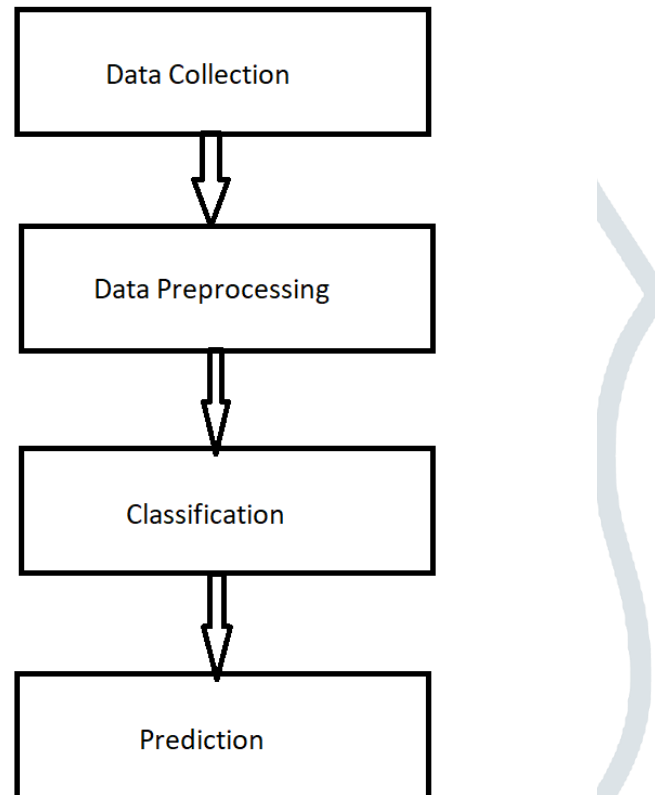 Data Collection
Data Preprocessing
Classification
Prediction